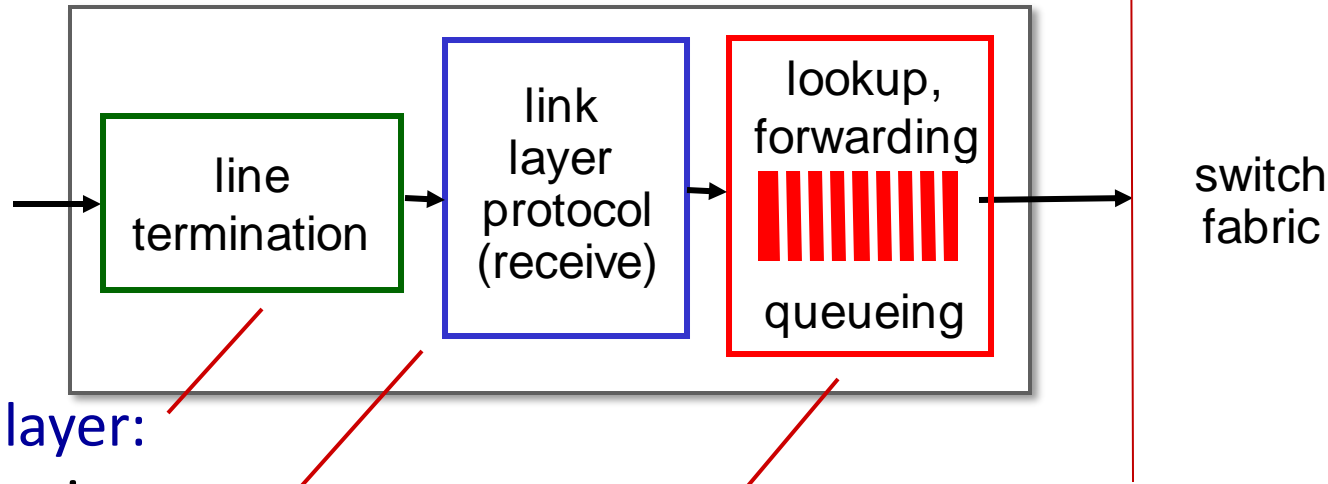 line
termination
link
layer
protocol
(receive)
lookup,
forwarding
queueing
switch
fabric
layer: